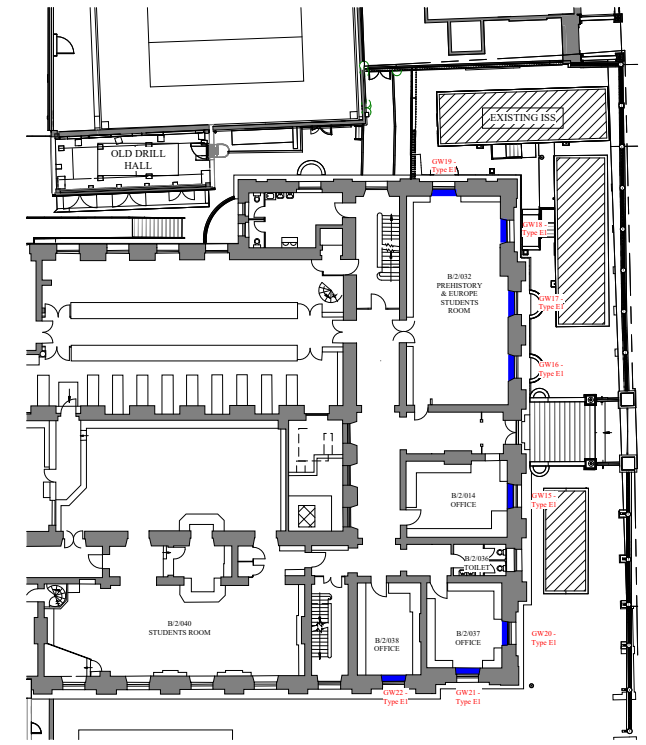 EXISTING ISS.
OLD DRILL
HALL
GW19 -
Type E1
GW18 -
Type E1
B/2/032
PREHISTORY
& EUROPE
STUDENTS
ROOM
GW17 -
Type E1
GW16 -
Type E1
B/2/014
OFFICE
GW15 -
Type E1
B/2/036
TOILET
B/2/040
STUDENTS ROOM
B/2/038
OFFICE
B/2/037
OFFICE
GW20 -
Type E1
GW22 -
Type E1
GW21 -
Type E1